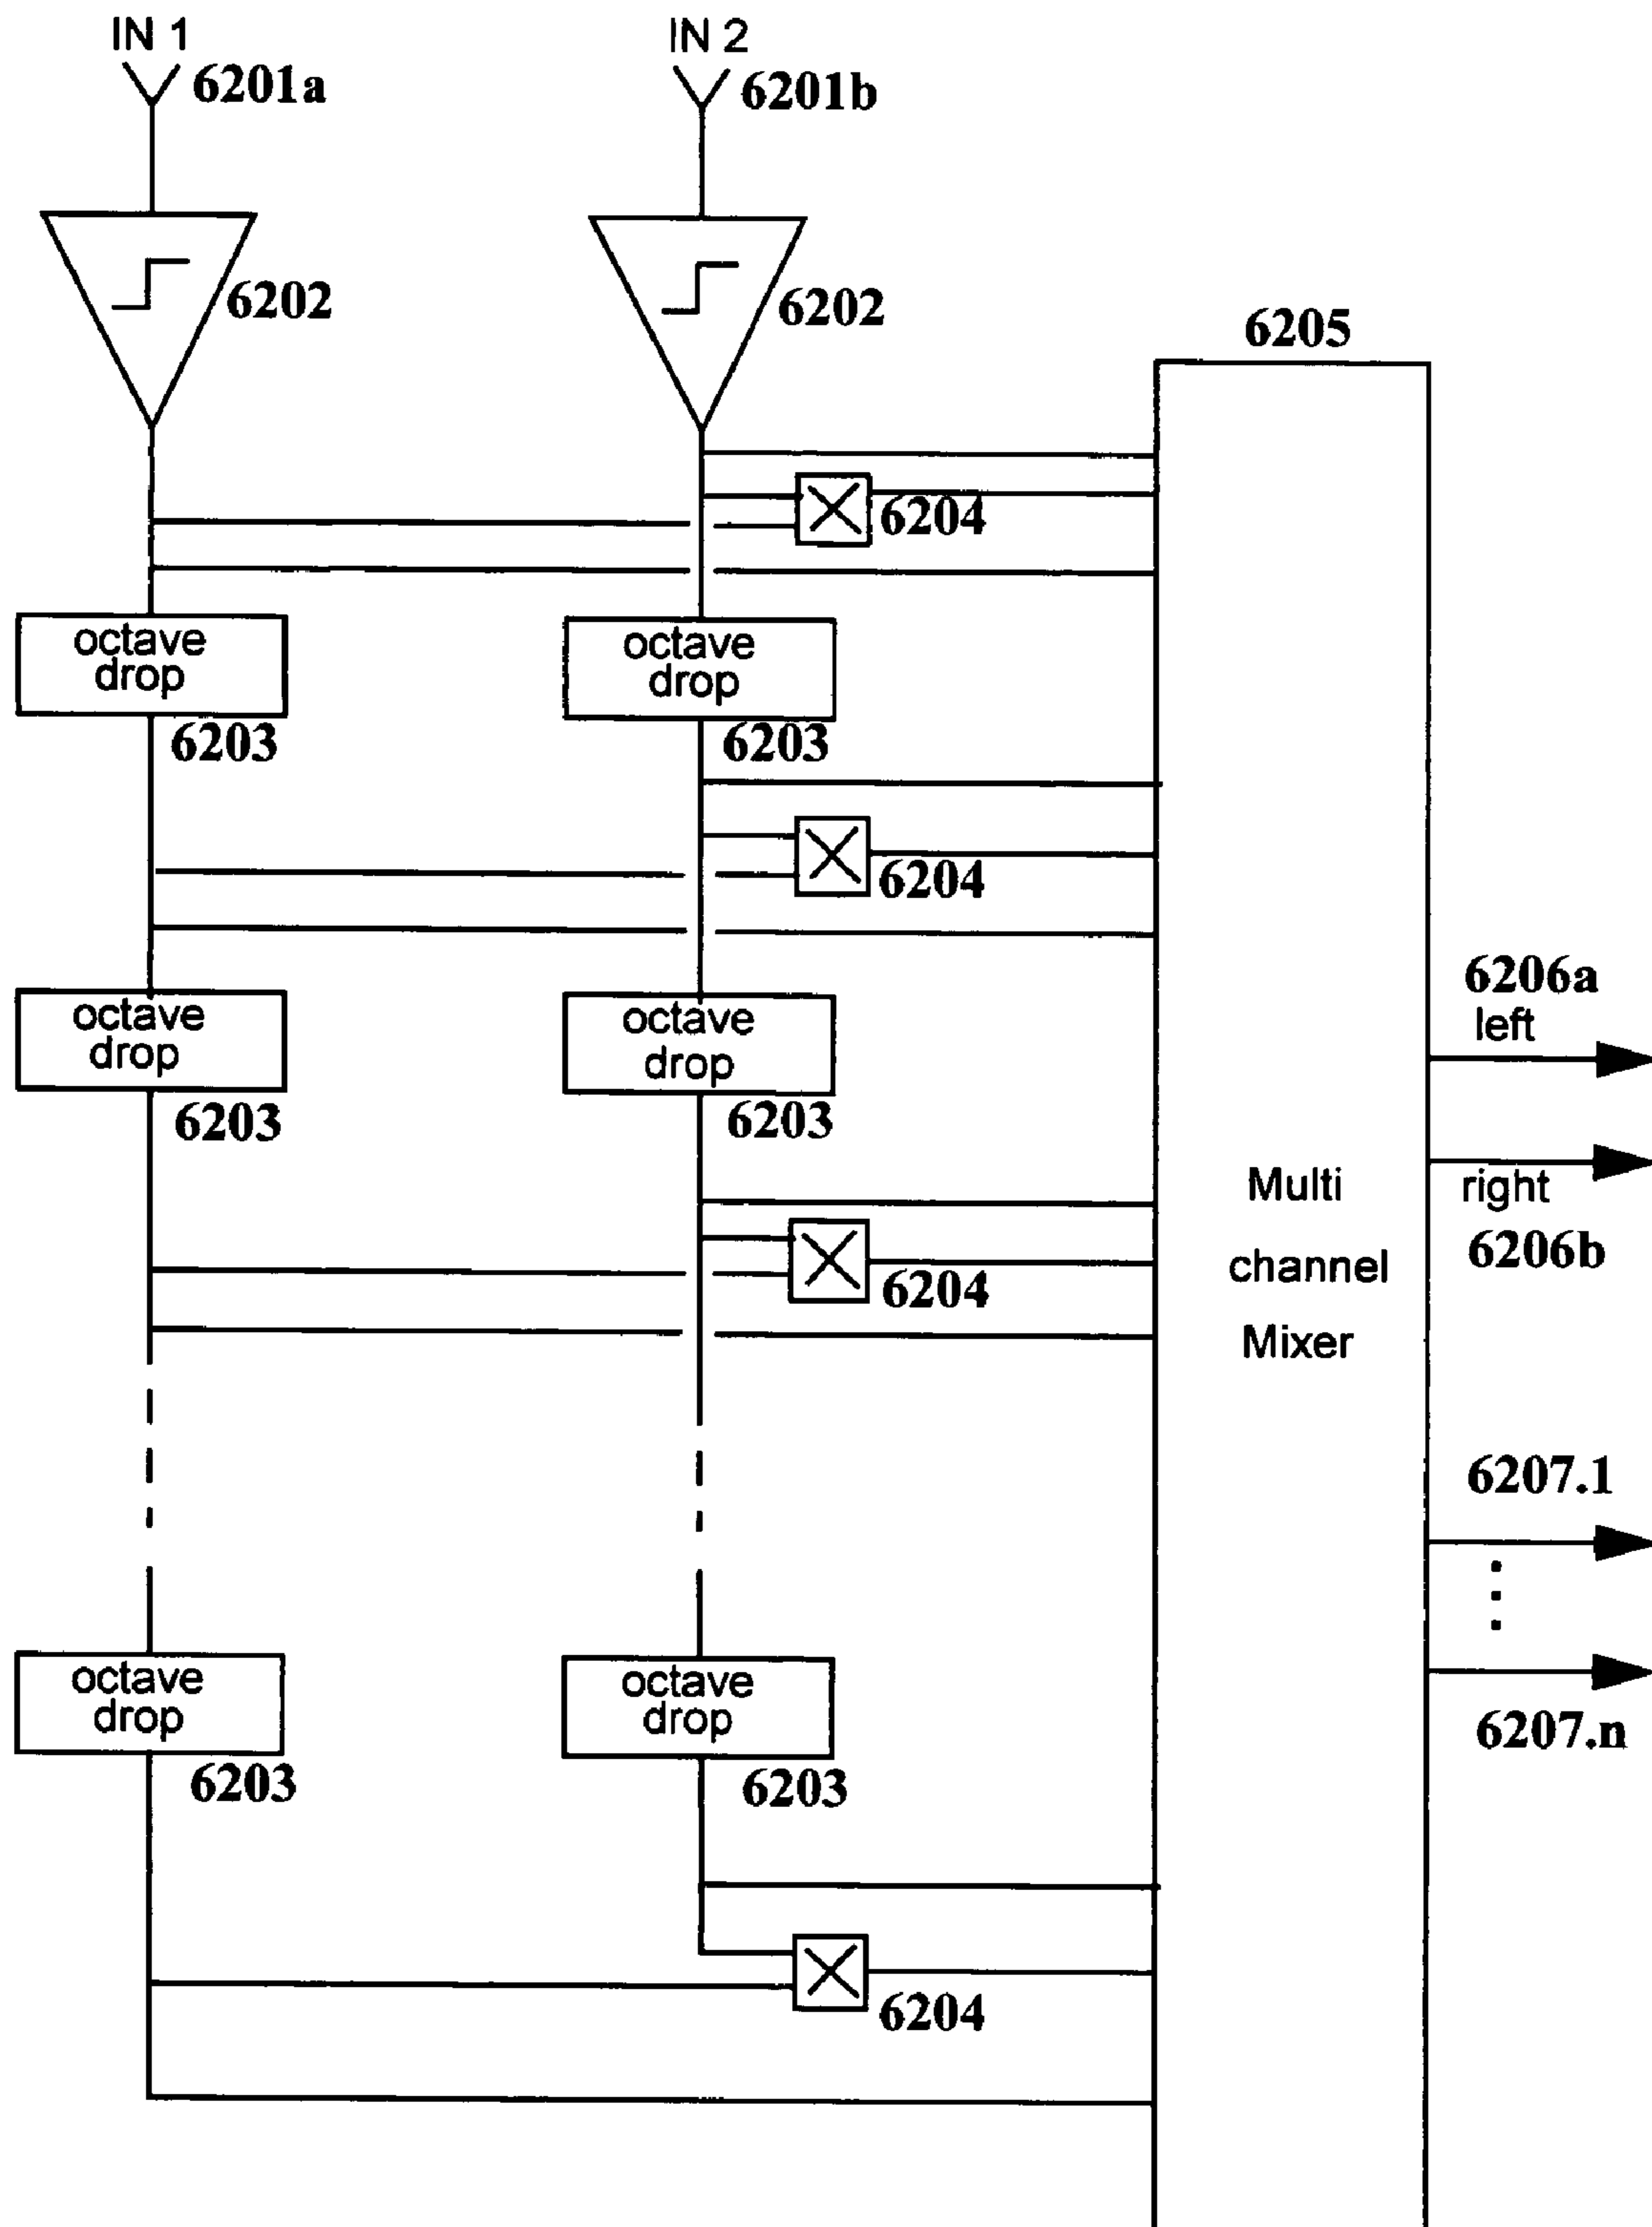 IN 1
6201a
IN 2
6201b
6202
6202
6205
6204
octave
drop
6203
octave
drop
6203
6204
octave
drop
6203
octave
drop
6203
6206a
left
right
6206b
6204
Multi
channel
Mixer
6207.1
6207.n
octave
drop
6203
octave
drop
6203
6204